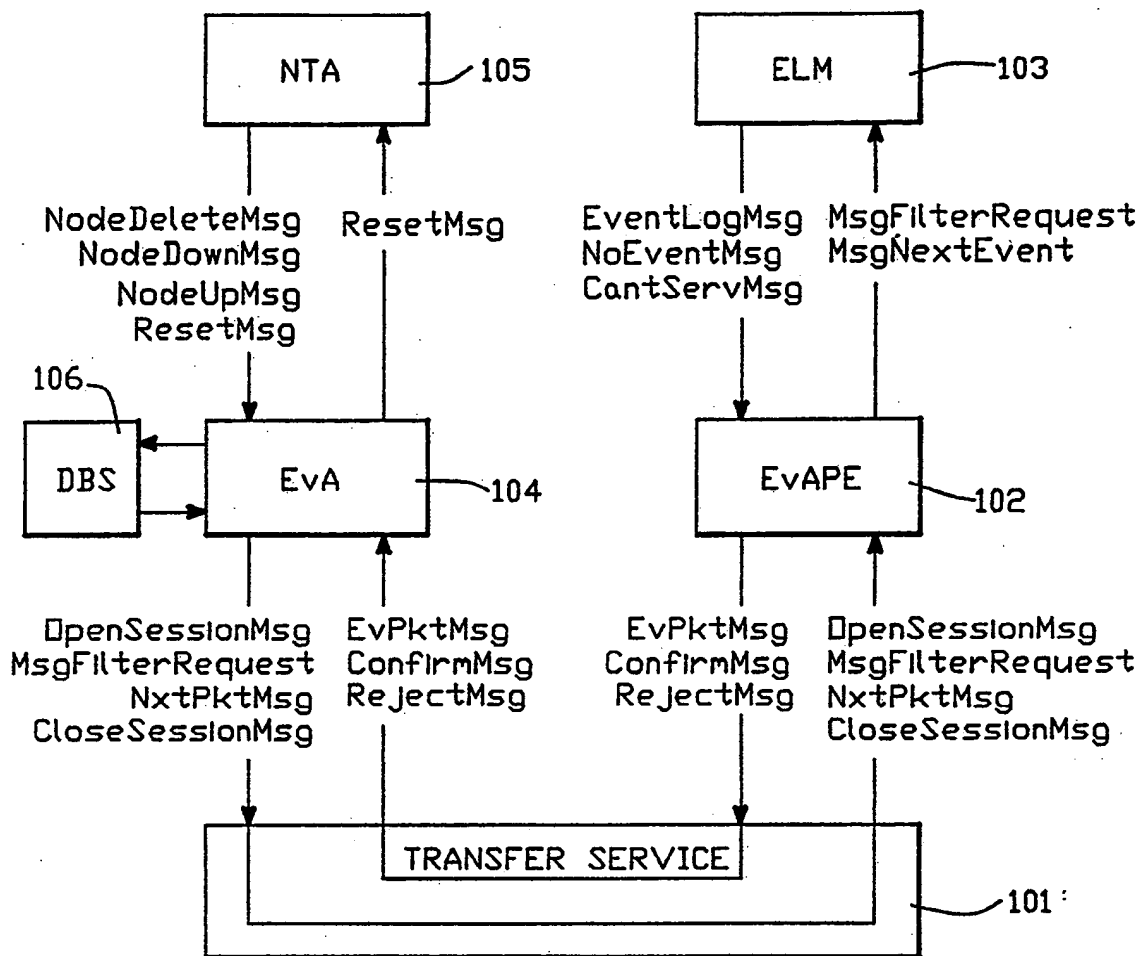 NTA
105
ELM
103
NodeDeleteMsg
NodeDownMsg
NodeUpMsg
ResetMsg
ResetMsg
EventLogMsg
NoEventMsg
CantServMsg
MsgFilterRequest
MsgNextEvent
106
DBS
EvA
104
EvAPE
102
OpenSessionMsg
MsgFilterRequest
NxtPktMsg
CloseSessionMsg
EvPktMsg
ConfirmMsg
RejectMsg
EvPktMsg
ConfirmMsg
RejectMsg
OpenSessionMsg
MsgFilterRequest
NxtPktMsg
CloseSessionMsg
TRANSFER SERVICE
101